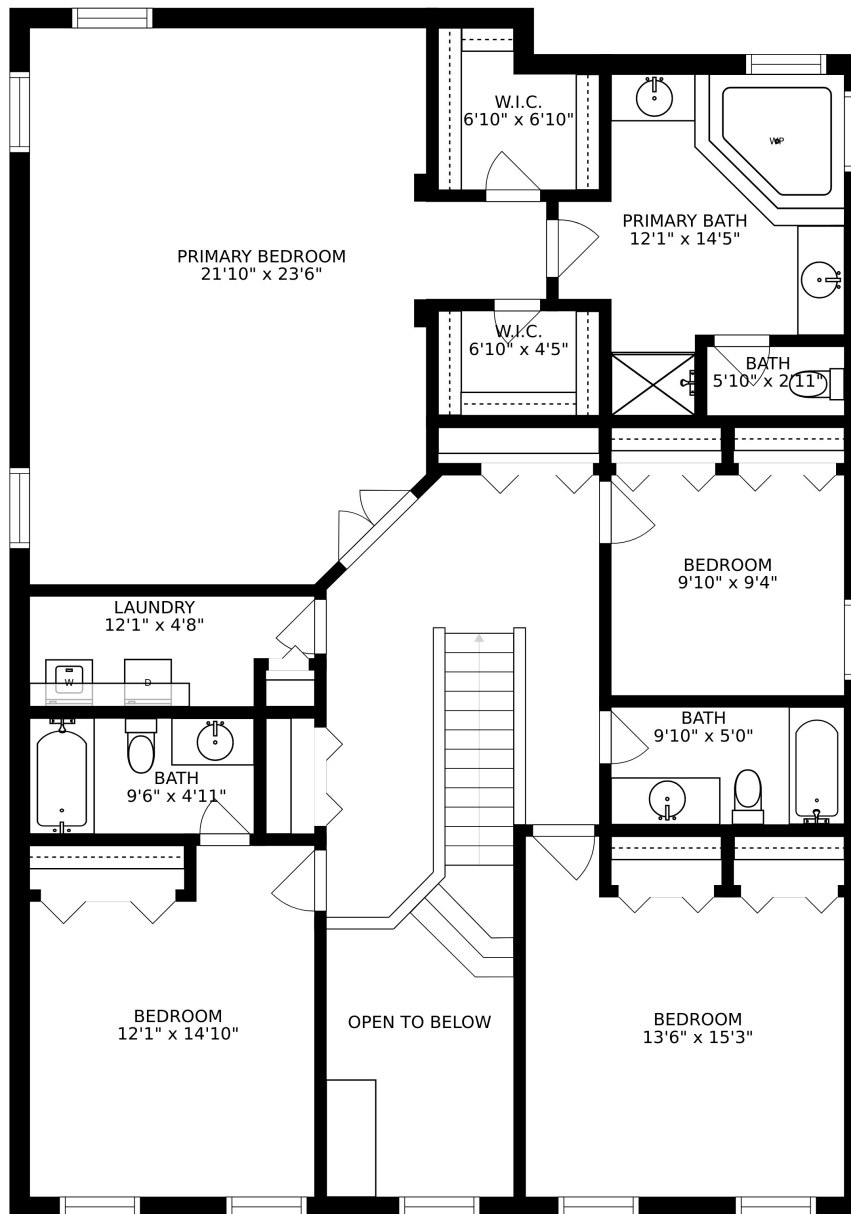 W.I.C.
6'10" x 6'10"
WP
PRIMARY BATH
12'1" x 14'5"
PRIMARY BEDROOM
21'10" x 23'6"
W.I.C.
6'10" x 4'5"
BATH
5'10" x 2'11"
BEDROOM
9'10" x 9'4"
LAUNDRY
12'1" x 4'8"
W
D
BATH
9'10" x 5'0"
BATH
9'6" x 4'11"
BEDROOM
12'1" x 14'10"
OPEN TO BELOW
BEDROOM
13'6" x 15'3"